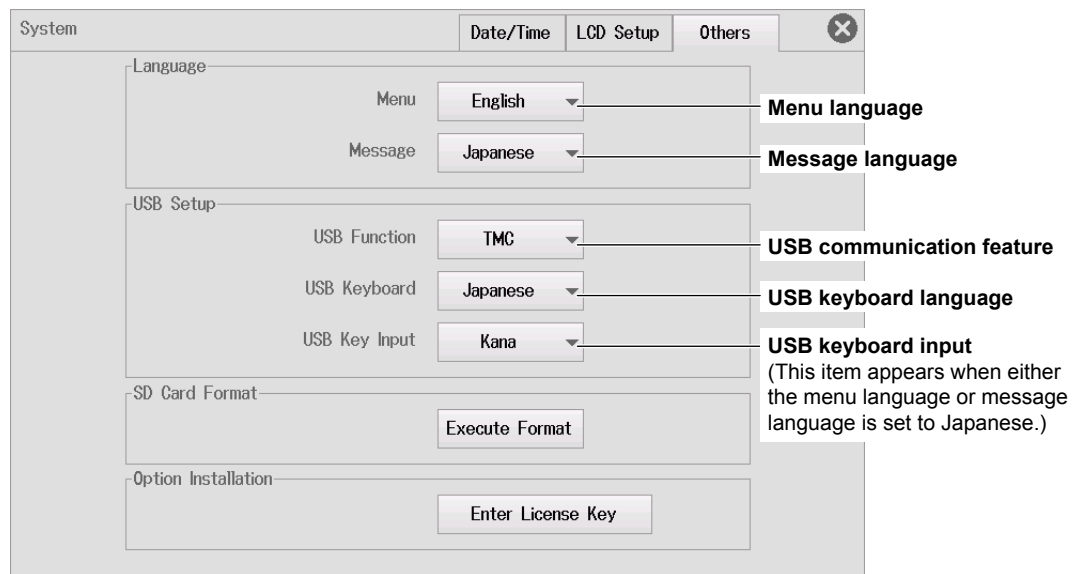 System
Date/Time
LCD Setup
Others
Language
Menu
English
Menu language
Message
Japanese
Message language
USB Setup
USB Function
TMC
USB communication feature
USB Keyboard
Japanese
USB keyboard language
USB Key Input
Kana
USB keyboard input
(This item appears when either
the menu language or message
language is set to Japanese.)
SD Card Format
Execute Format
Option Installation
Enter License Key